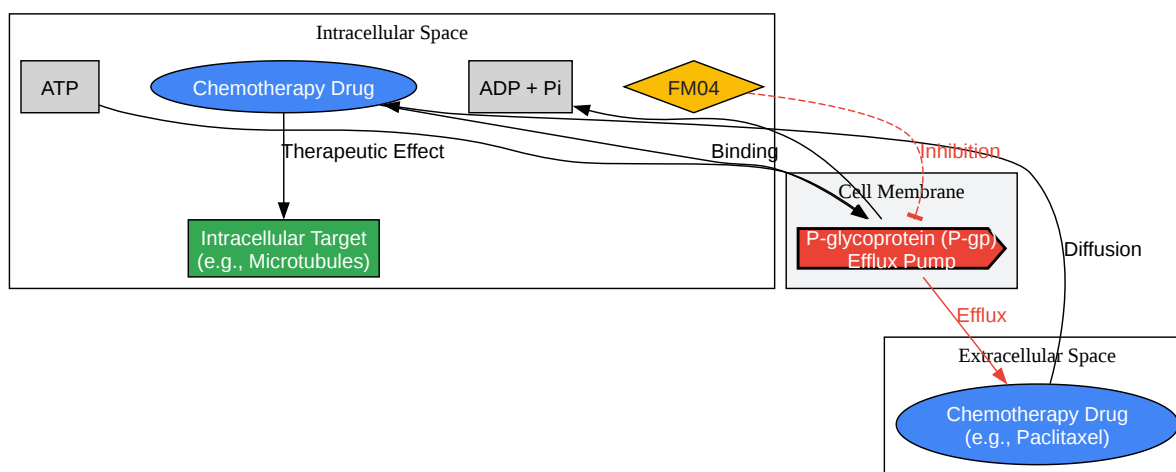 Intracellular Space
ATP
Chemotherapy Drug
ADP + Pi
FM04
Therapeutic Effect
Binding
Inhibition
Cell Membrane
Intracellular Target
(e.g., Microtubules)
P-glycoprotein (P-gp)
Efflux Pump
Diffusion
Efflux
Extracellular Space
Chemotherapy Drug
(e.g., Paclitaxel)